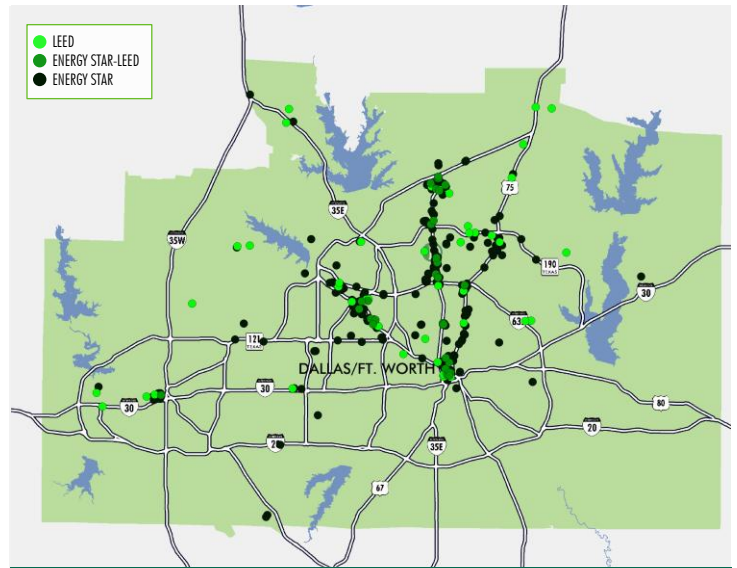 LEED
ENERGY STAR-LEED
ENERGY STAR
75
35E
35W
190
TEXAS
30
63
121
TEXAS
DALLAS/FT. WORTH
30
30
80
20
2
35E
67